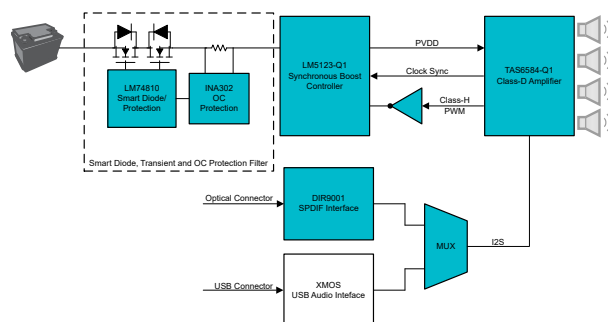 LM74810
Smart Diode/
Protection
INA302
OC
Protection
Smart Diode, Transient and OC Protection Filter
LM5123-Q1
Synchronous Boost
Controller
PVDD
Clock Sync
Class-H
PWM
TAS6584-Q1
Class-D Amplifier
Optical Connector
DIR9001
SPDIF Interface
MUX
I2S
USB Connector
XMOS
USB Audio Inteface